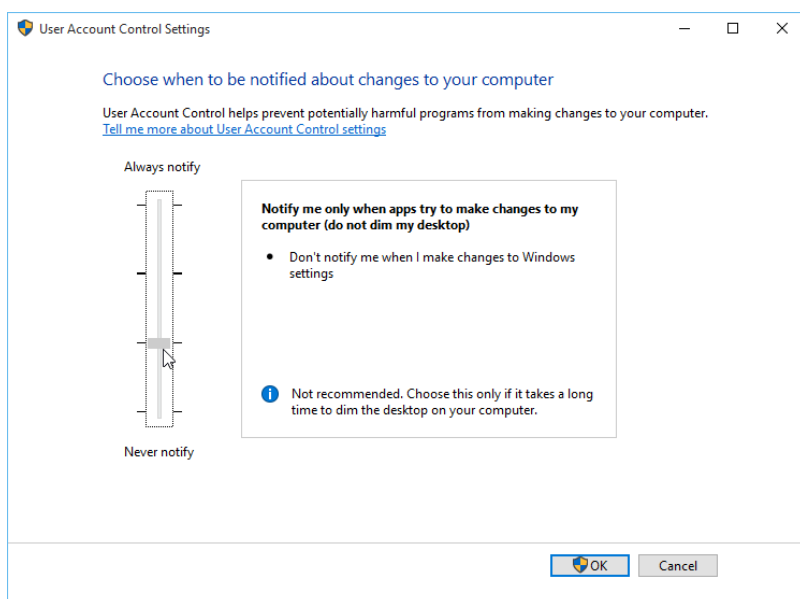 User Account Control Settings
Choose when to be notified about changes to your computer
User Account Control helps prevent potentially harmful programs from making changes to your computer.
Tell me more about User Account Control settings
Always notify
Notify me only when apps try to make changes to my
computer (do not dim my desktop)
● Don't notify me when I make changes to Windows
settings
Not recommended. Choose this only if it takes a long
time to dim the desktop on your computer.
Never notify
OK Cancel